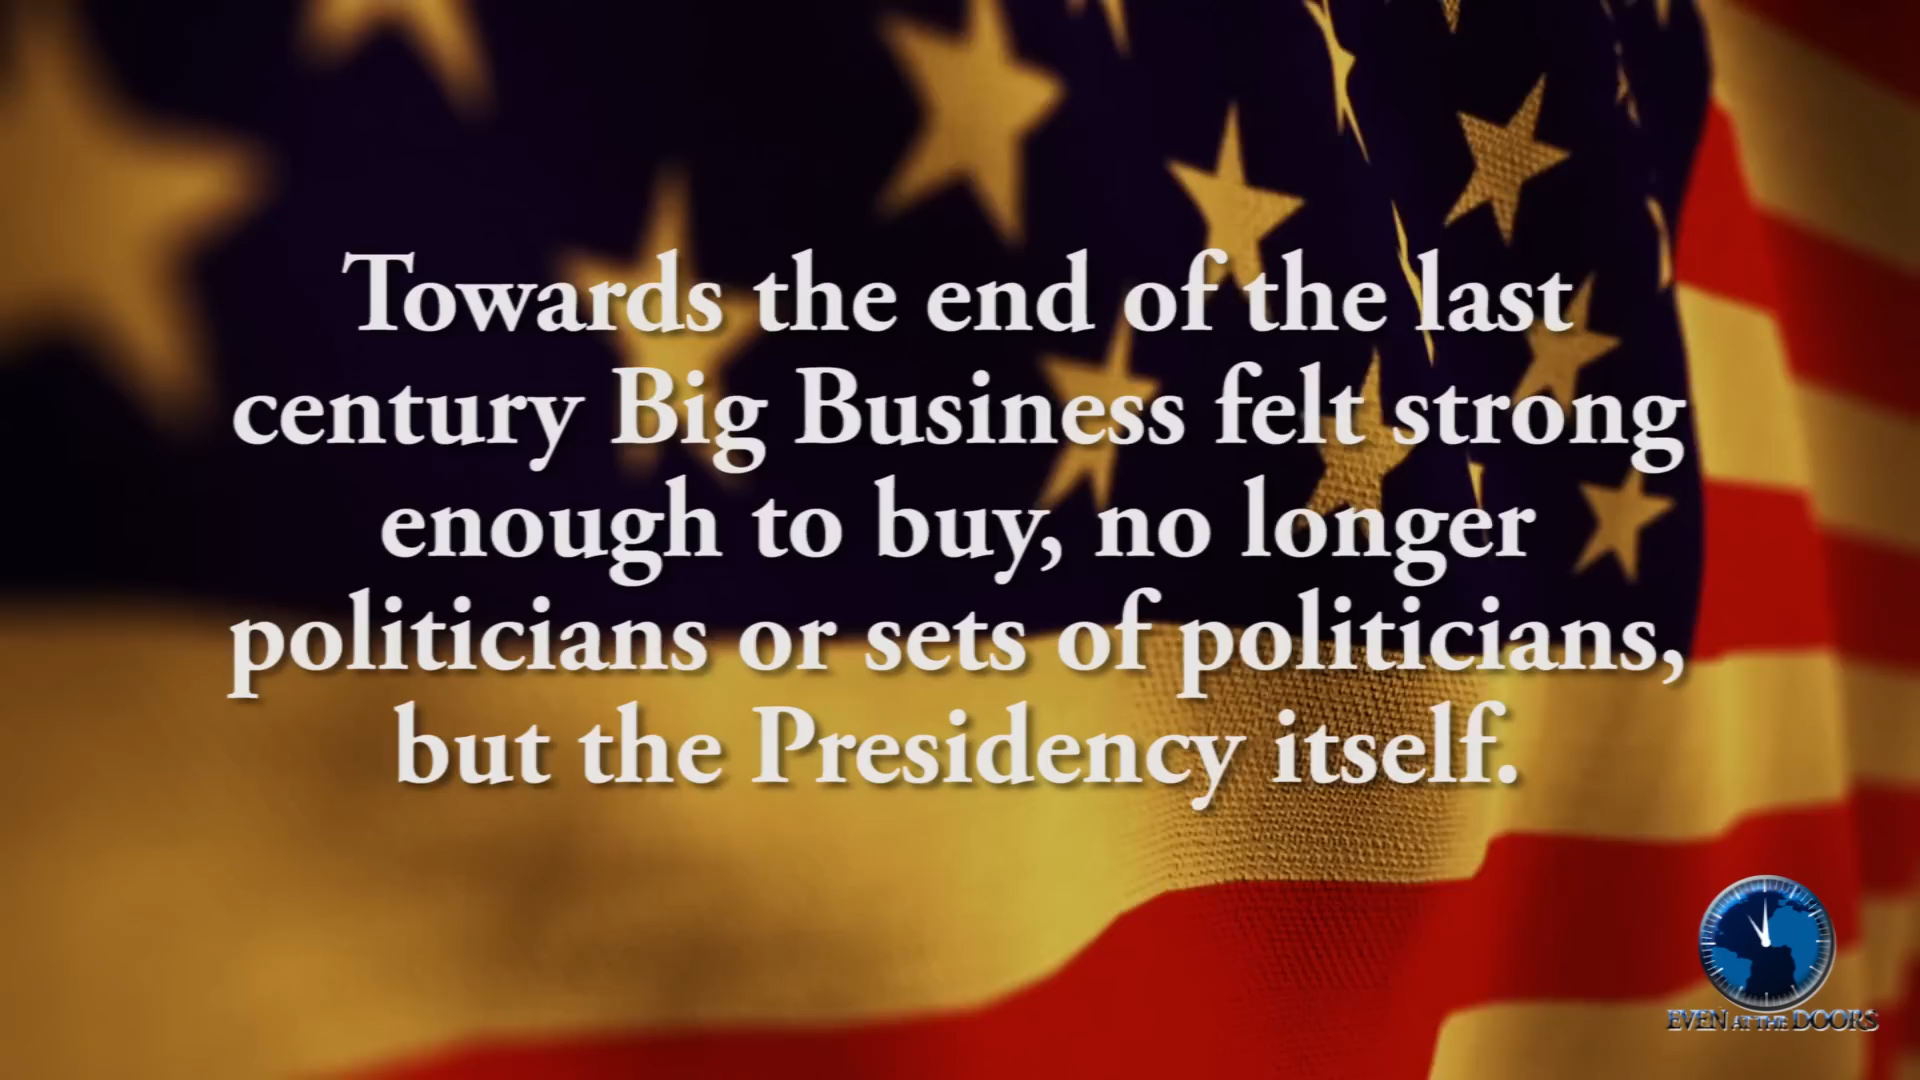 Towards the end of the last
century Big Business felt strong
enough to buy, no longer
politicians or sets of politicians,
but the Presidency itself.
EVEN AT THE DOORS